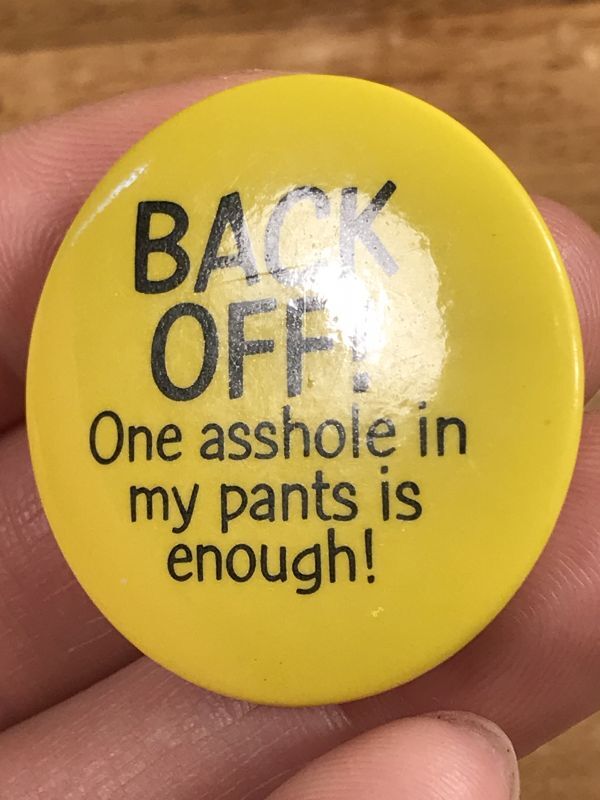 BACK
OFF!
One asshole in
my pants is
enough!